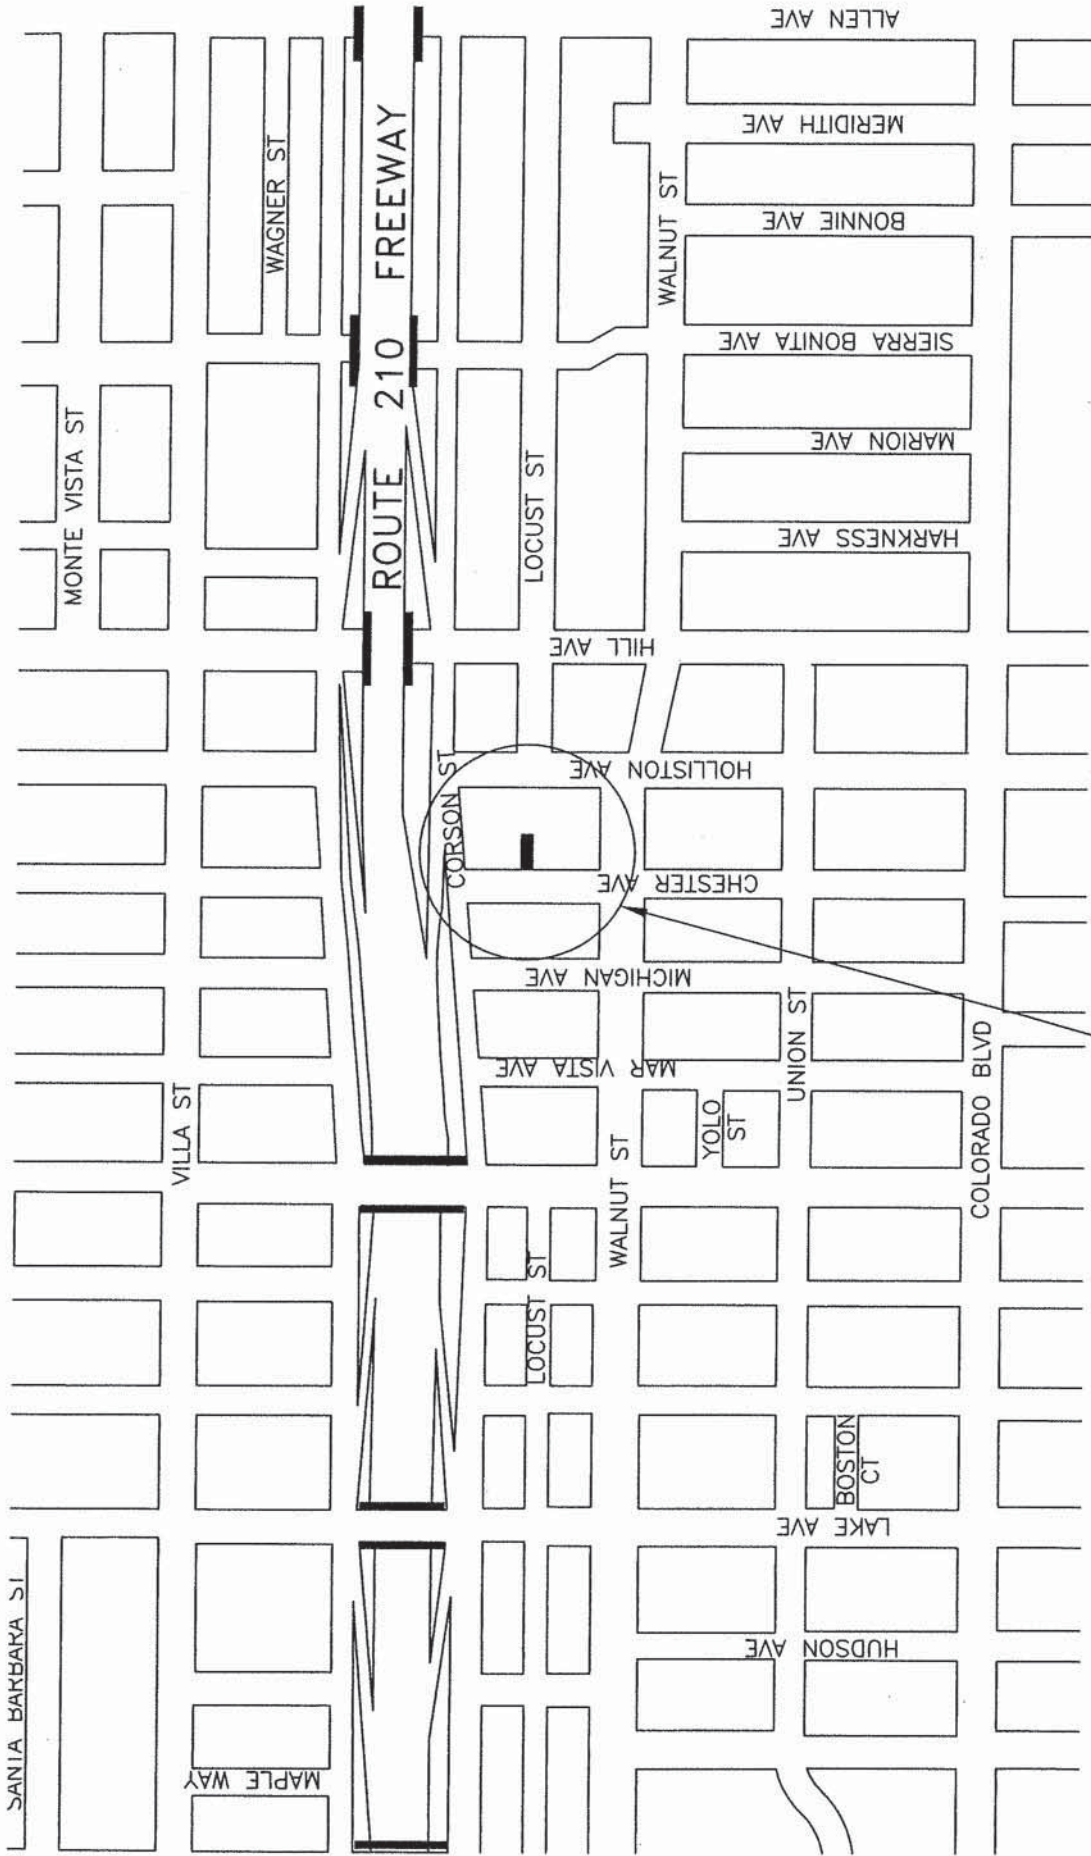 SANTA BARBARA ST
MONTE VISTA ST
VILLA ST
MAPLE WAY
WAGNER ST
ROUTE 210 FREEWAY
CORSON ST
LOCUST ST
LOCUST ST
WALNUT ST
WALNUT ST
YOLO
ST
UNION ST
BOSTON
CT
COLORADO BLVD
HUDSON AVE
LAKE AVE
MAR VISTA AVE
MICHIGAN AVE
CHESTER AVE
HOLLISTON AVE
HILL AVE
HARKNESS AVE
MARION AVE
SIERRA BONITA AVE
BONNIE AVE
MERIDITH AVE
ALLEN AVE